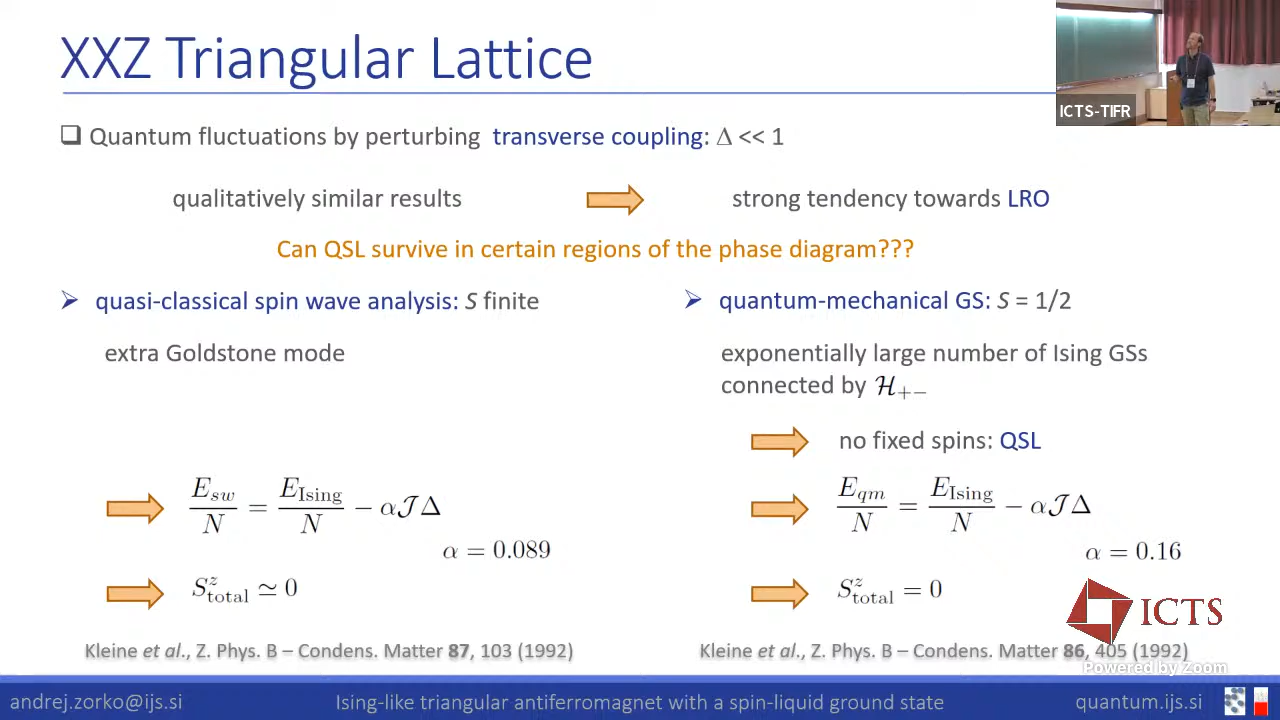 XXZ Triangular Lattice
ICTS-TIFR
❑ Quantum fluctuations by perturbing transverse coupling: Δ << 1
qualitatively similar results
strong tendency towards LRO
Can QSL survive in certain regions of the phase diagram???
➢ quasi-classical spin wave analysis: S finite
extra Goldstone mode
E_sw/N = E_Ising/N − α𝒥Δ
α = 0.089
S^z_total ≃ 0
Kleine et al., Z. Phys. B – Condens. Matter 87, 103 (1992)
➢ quantum-mechanical GS: S = 1/2
exponentially large number of Ising GSs
connected by ℋ₊₋
no fixed spins: QSL
E_qm/N = E_Ising/N − α𝒥Δ
α = 0.16
S^z_total = 0
Kleine et al., Z. Phys. B – Condens. Matter 86, 405 (1992)
ICTS
Powered by Zoom
andrej.zorko@ijs.si
Ising-like triangular antiferromagnet with a spin-liquid ground state
quantum.ijs.si